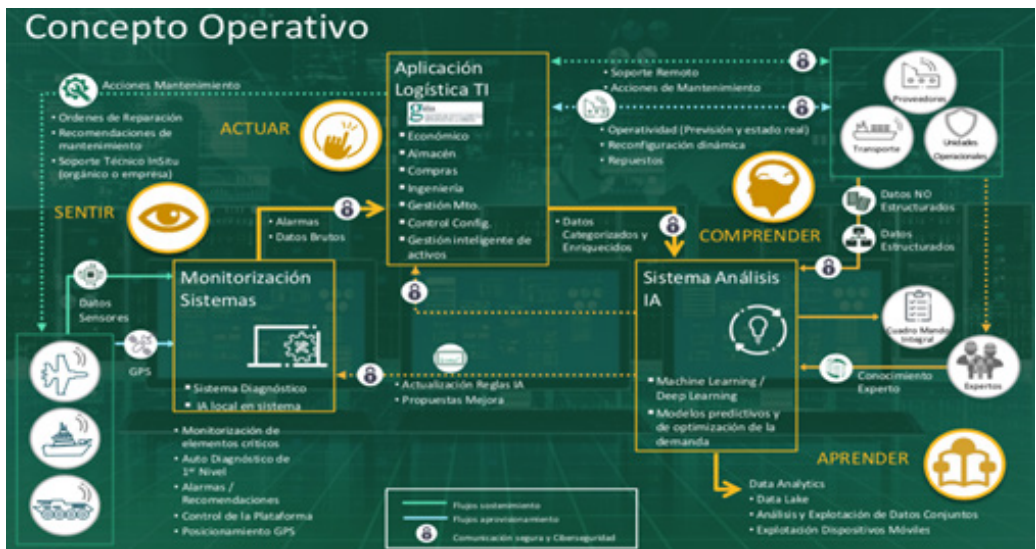 Concepto Operativo
Acciones Mantenimiento
• Ordenes de Reparación
• Recomendaciones de
mantenimiento
• Soporte Técnico InSitu
(orgánico o empresa)
ACTUAR
SENTIR
Aplicación
Logística TI
▪ Económico
▪ Almacén
▪ Compras
▪ Ingeniería
▪ Gestión Mto.
▪ Control Config.
▪ Gestión inteligente de
activos
• Soporte Remoto
• Acciones de Mantenimiento
• Operatividad (Previsión y estado real)
• Reconfiguración dinámica
• Repuestos
Proveedoras
Transporte
Unidades
Operacionales
Datos NO
Estructurados
Datos
Estructurados
• Alarmas
• Datos Brutos
• Datos
Categorizados y
Enriquecidos
COMPRENDER
Monitorización
Sistemas
▪ Sistema Diagnóstico
▪ IA local en sistema
Datos
Sensores
GPS
• Monitorización de
elementos críticos
• Auto Diagnóstico de
1er Nivel
• Alarmas /
Recomendaciones
• Control de la Plataforma
• Posicionamiento GPS
• Actualización Reglas IA
• Propuestas Mejora
Sistema Análisis
IA
▪ Machine Learning /
Deep Learning
▪ Modelos predictivos y
de optimización de la
demanda
Cuadro Mando
Integral
Conocimiento
Experto
Expertos
APRENDER
Data Analytics
• Data Lake
• Análisis y Explotación de Datos Conjuntos
• Explotación Dispositivos Móviles
Flujos sostenimiento
Flujos aprovisionamiento
Comunicación segura y Ciberseguridad